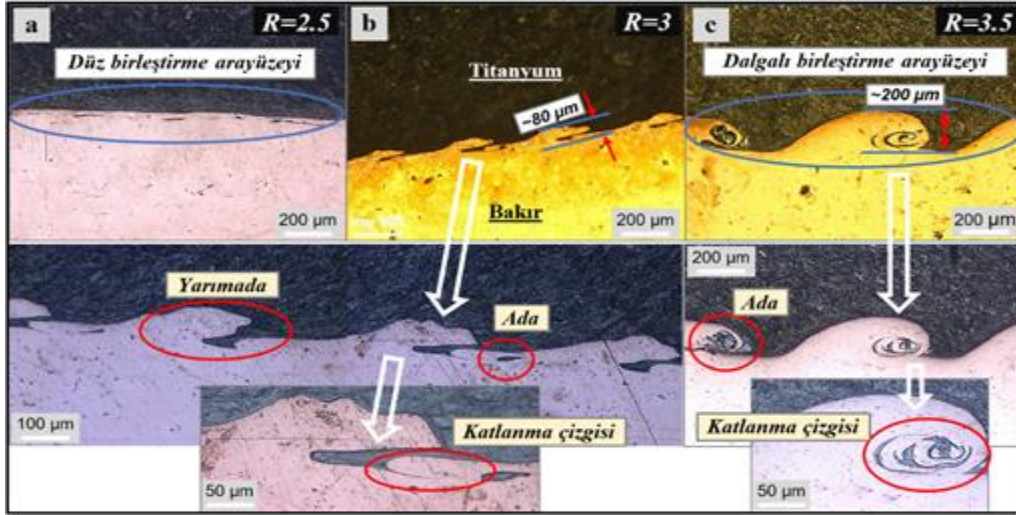 a
R=2.5
Düz birleştirme arayüzeyi
200 µm
b
R=3
Titanyum
~80 µm
Bakır
200 µm
c
R=3.5
Dalgalı birleştirme arayüzeyi
~200 µm
200 µm
Yarımada
Ada
100 µm
Katlanma çizgisi
50 µm
200 µm
Ada
Katlanma çizgisi
50 µm